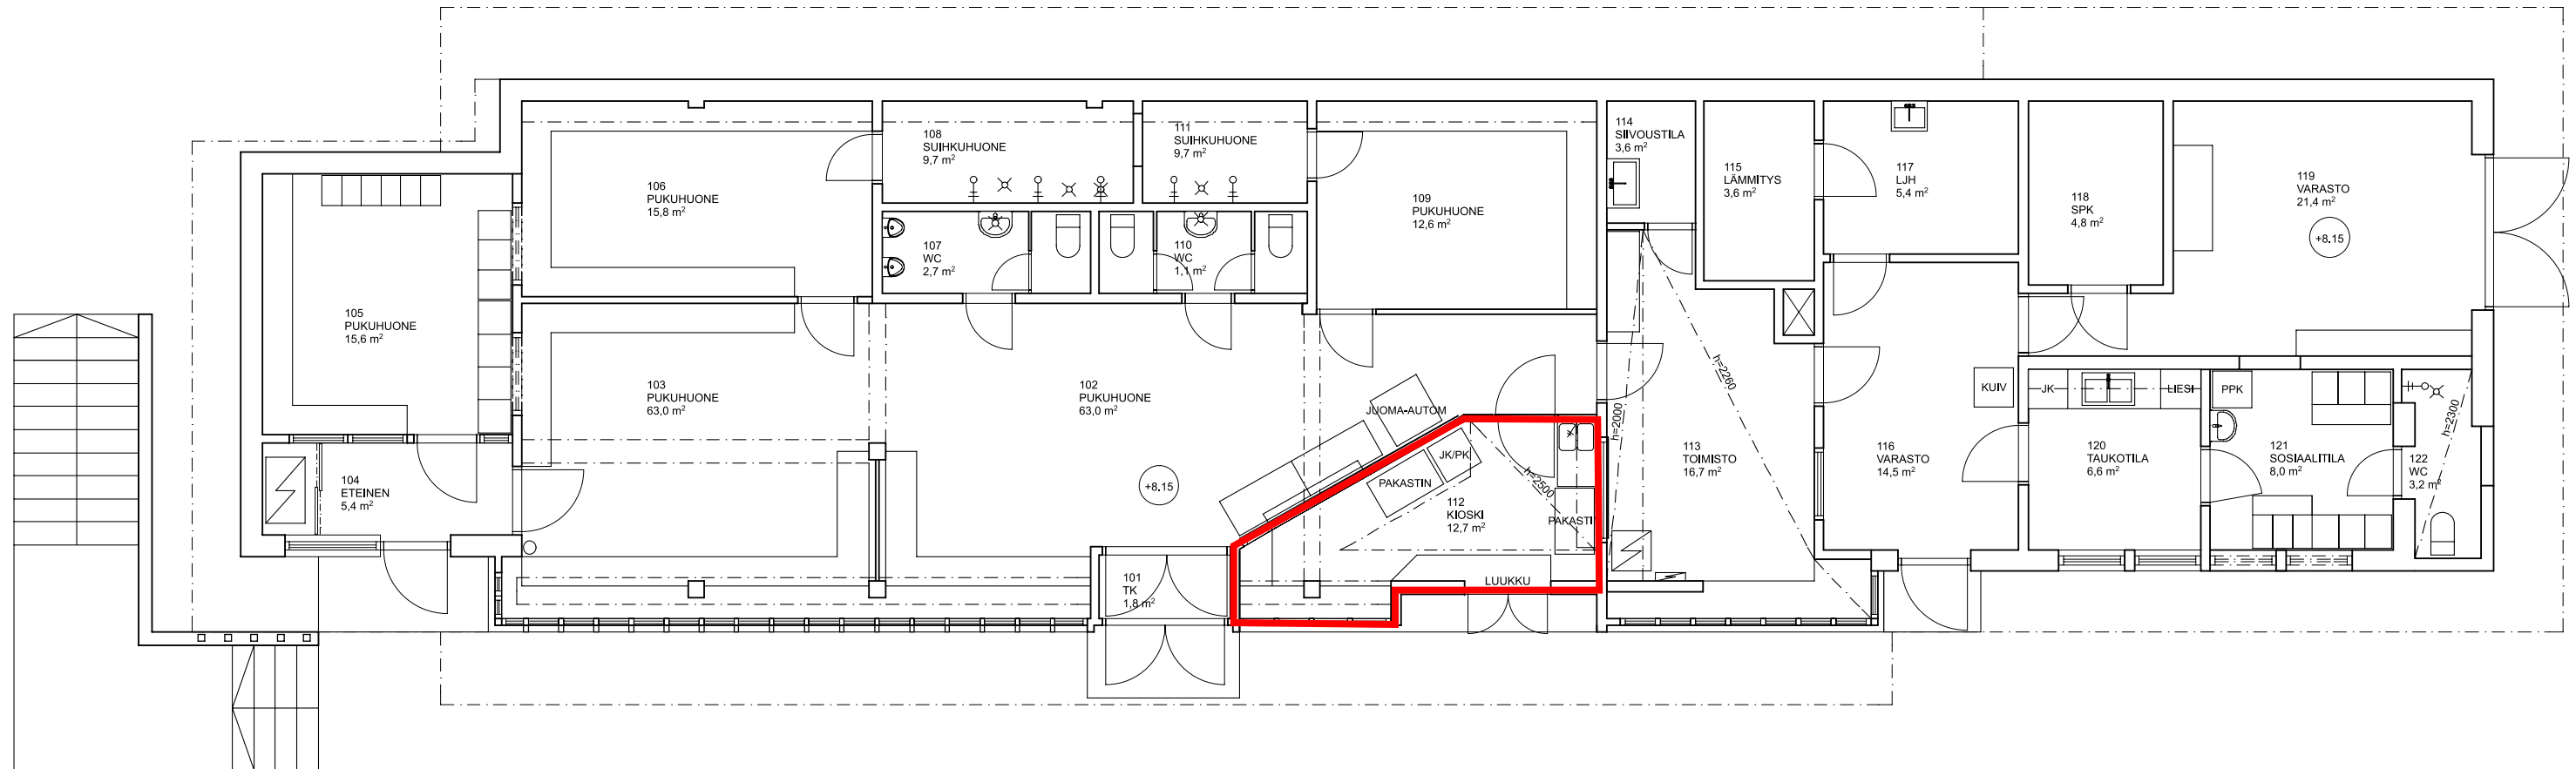 106
PUKUHUONE
15,8 m²
108
SUIHKUHUONE
9,7 m²
111
SUIHKUHUONE
9,7 m²
109
PUKUHUONE
12,6 m²
114
SIIVOUSTILA
3,6 m²
115
LÄMMITYS
3,6 m²
117
LJH
5,4 m²
118
SPK
4,8 m²
119
VARASTO
21,4 m²
+8.15
107
WC
2,7 m²
110
WC
1,1 m²
105
PUKUHUONE
15,6 m²
103
PUKUHUONE
63,0 m²
102
PUKUHUONE
63,0 m²
JUOMA-AUTOM
h=2000
h=2260
KUIV
JK
LIESI
PPK
h=2300
104
ETEINEN
5,4 m²
+8.15
JK/PK
PAKASTIN
h=2500
112
KIOSKI
12,7 m²
PAKASTI
113
TOIMISTO
16,7 m²
116
VARASTO
14,5 m²
120
TAUKOTILA
6,6 m²
121
SOSIAALITILA
8,0 m²
122
WC
3,2 m²
101
TK
1,8 m²
LUUKKU